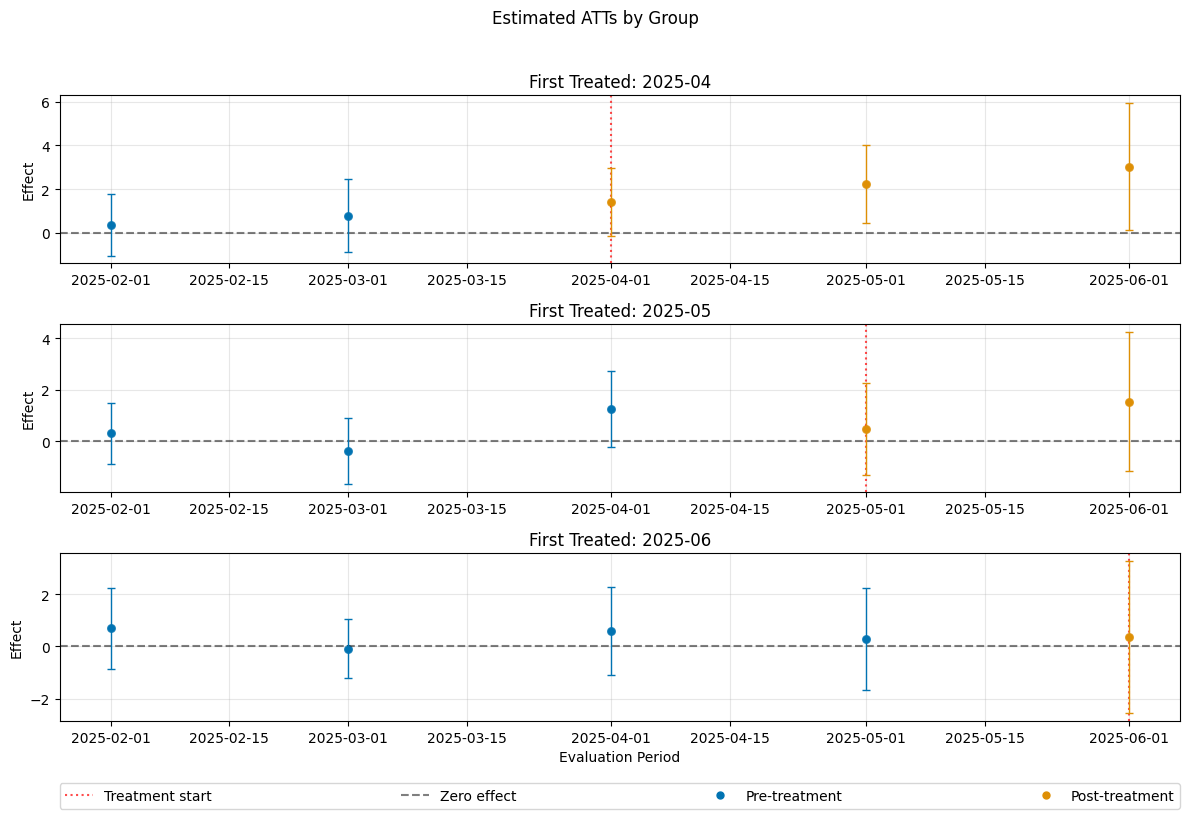 Estimated ATTs by Group
First Treated: 2025-04
Effect
6
4
2
0
2025-02-01 2025-02-15 2025-03-01 2025-03-15 2025-04-01 2025-04-15 2025-05-01 2025-05-15 2025-06-01
First Treated: 2025-05
Effect
4
2
0
2025-02-01 2025-02-15 2025-03-01 2025-03-15 2025-04-01 2025-04-15 2025-05-01 2025-05-15 2025-06-01
First Treated: 2025-06
Effect
2
0
−2
2025-02-01 2025-02-15 2025-03-01 2025-03-15 2025-04-01 2025-04-15 2025-05-01 2025-05-15 2025-06-01
Evaluation Period
Treatment start Zero effect Pre-treatment Post-treatment